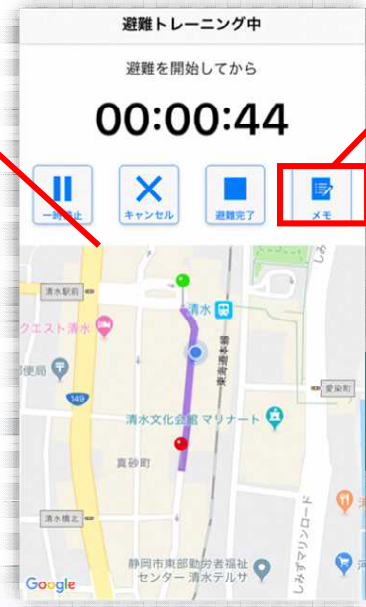 避難トレーニング中
避難を開始してから
00:00:44
一時停止
キャンセル
避難完了
メモ
清水駅前
清水
クエスト清水
便局
149
東海道本線
愛染町
清水文化会館 マリナート
真砂町
清水橋北
静岡市東部勤労者福祉
センター 清水テルサ
しみずマリンロード
Google